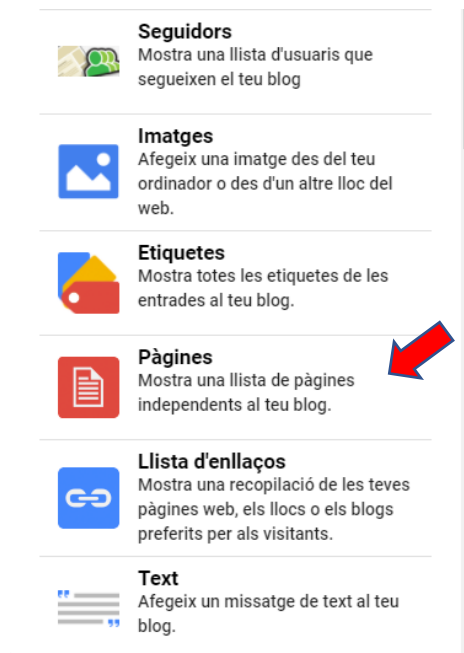 Seguidors
Mostra una llista d'usuaris que
segueixen el teu blog
Imatges
Afegeix una imatge des del teu
ordinador o des d'un altre lloc del
web.
Etiquetes
Mostra totes les etiquetes de les
entrades al teu blog.
Pàgines
Mostra una llista de pàgines
independents al teu blog.
Llista d'enllaços
Mostra una recopilació de les teves
pàgines web, els llocs o els blogs
preferits per als visitants.
Text
Afegeix un missatge de text al teu
blog.